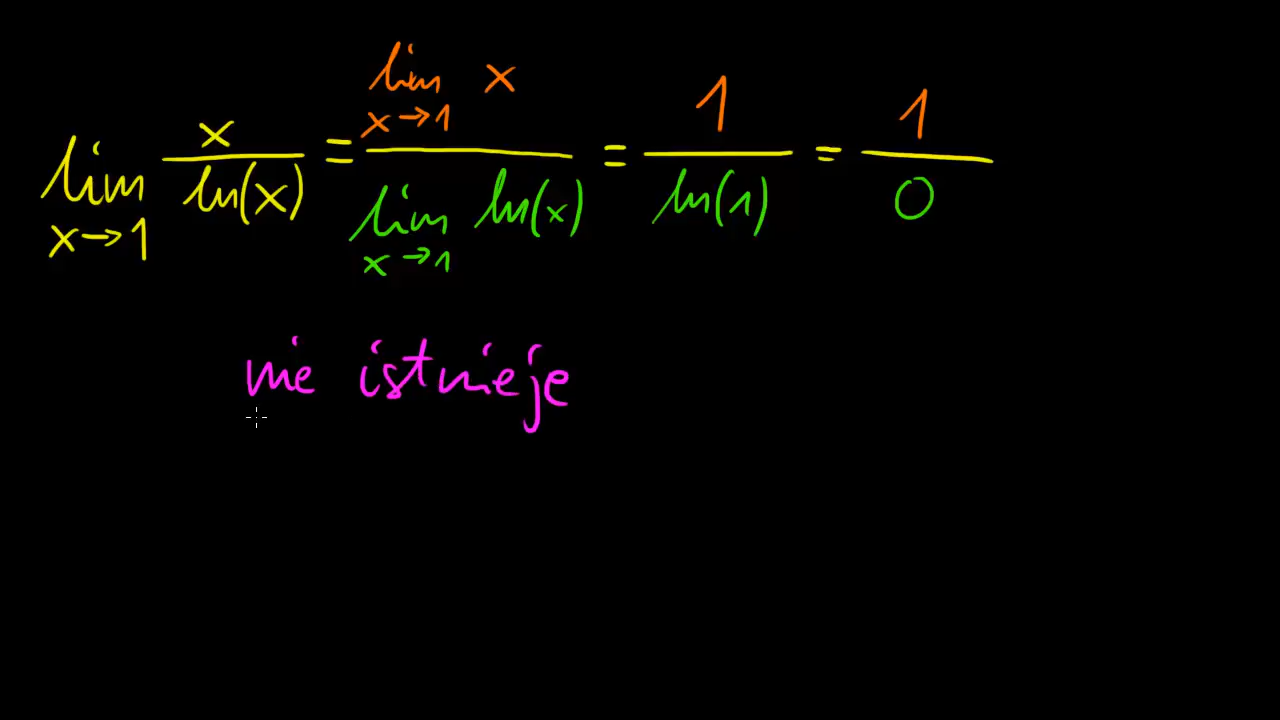 lim x→1 x/ln(x) = lim x→1 x / lim x→1 ln(x) = 1/ln(1) = 1/0
nie istnieje